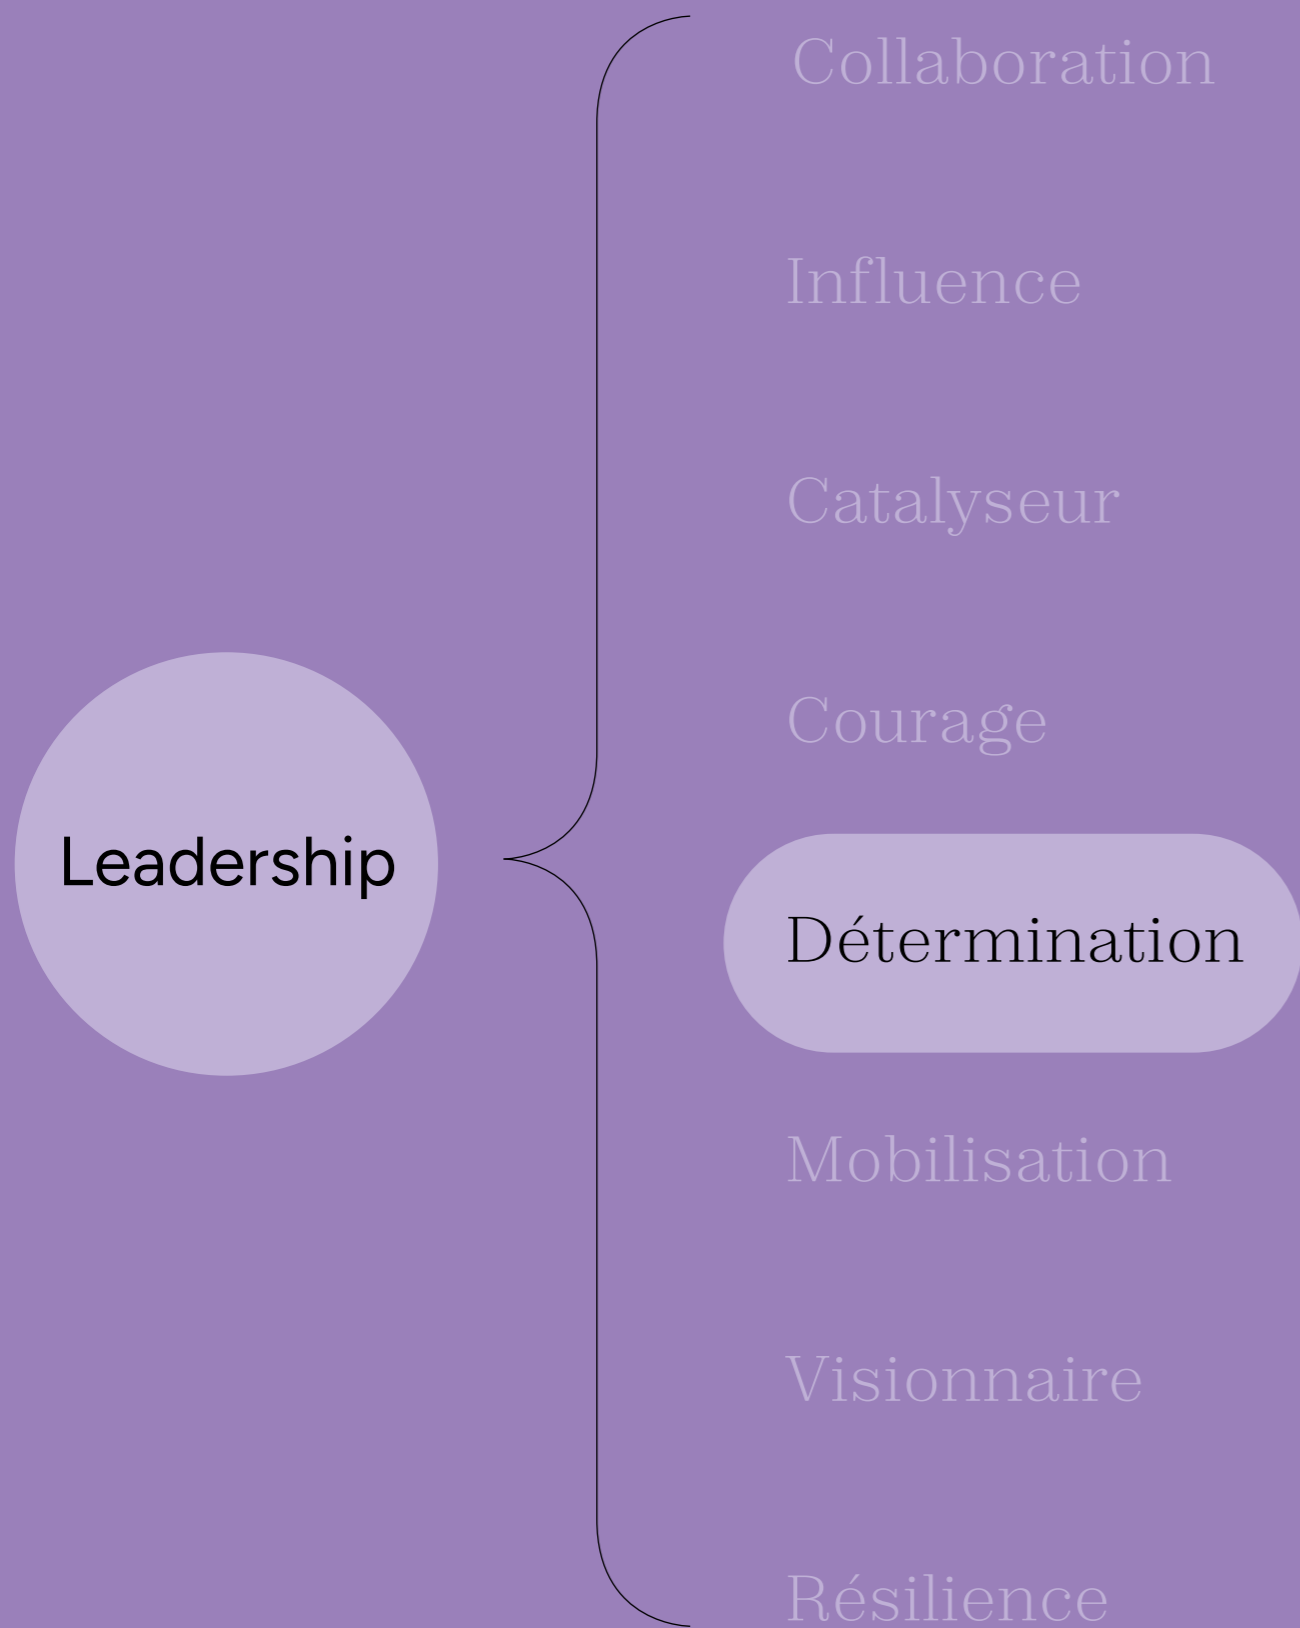 Leadership
Collaboration
Influence
Catalyseur
Courage
Détermination
Mobilisation
Visionnaire
Résilience